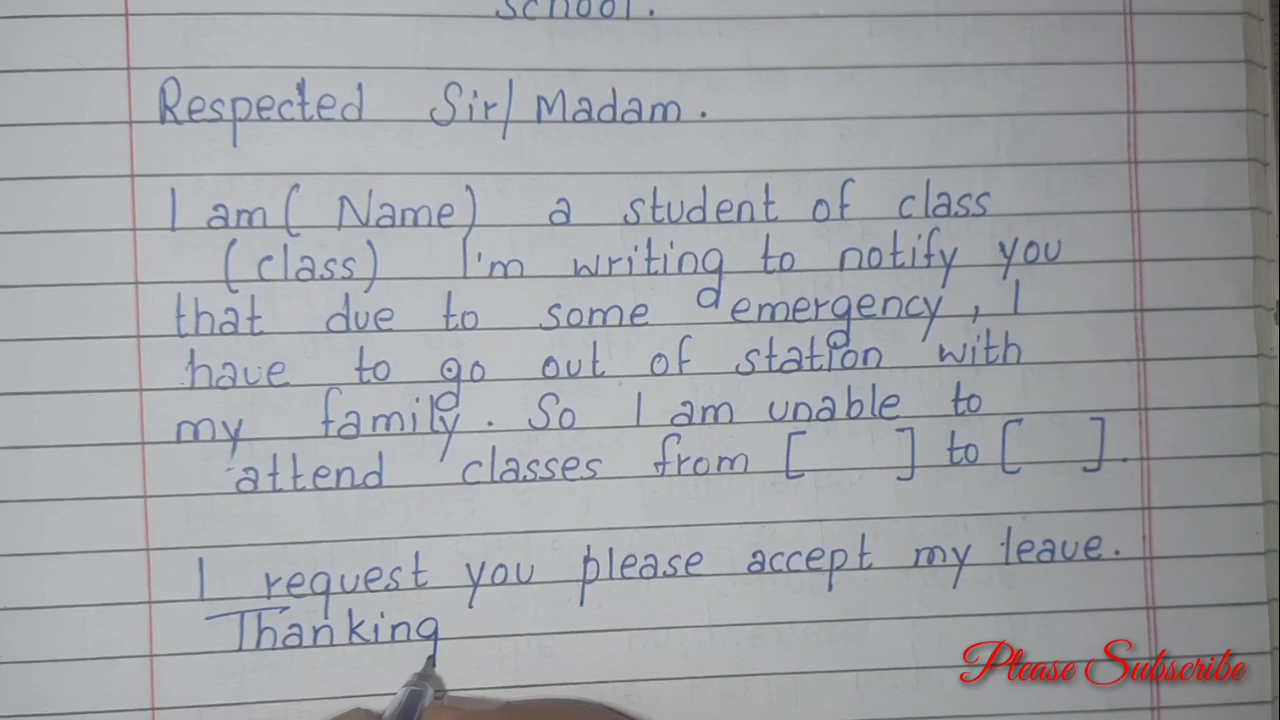 school.
Respected Sir/Madam.
I am ( Name) a student of class
(class) I'm writing to notify you
that due to some emergency, I
have to go out of station with
my family. So I am unable to
attend classes from [ ] to [ ].
I request you please accept my leave.
Thanking
Please Subscribe